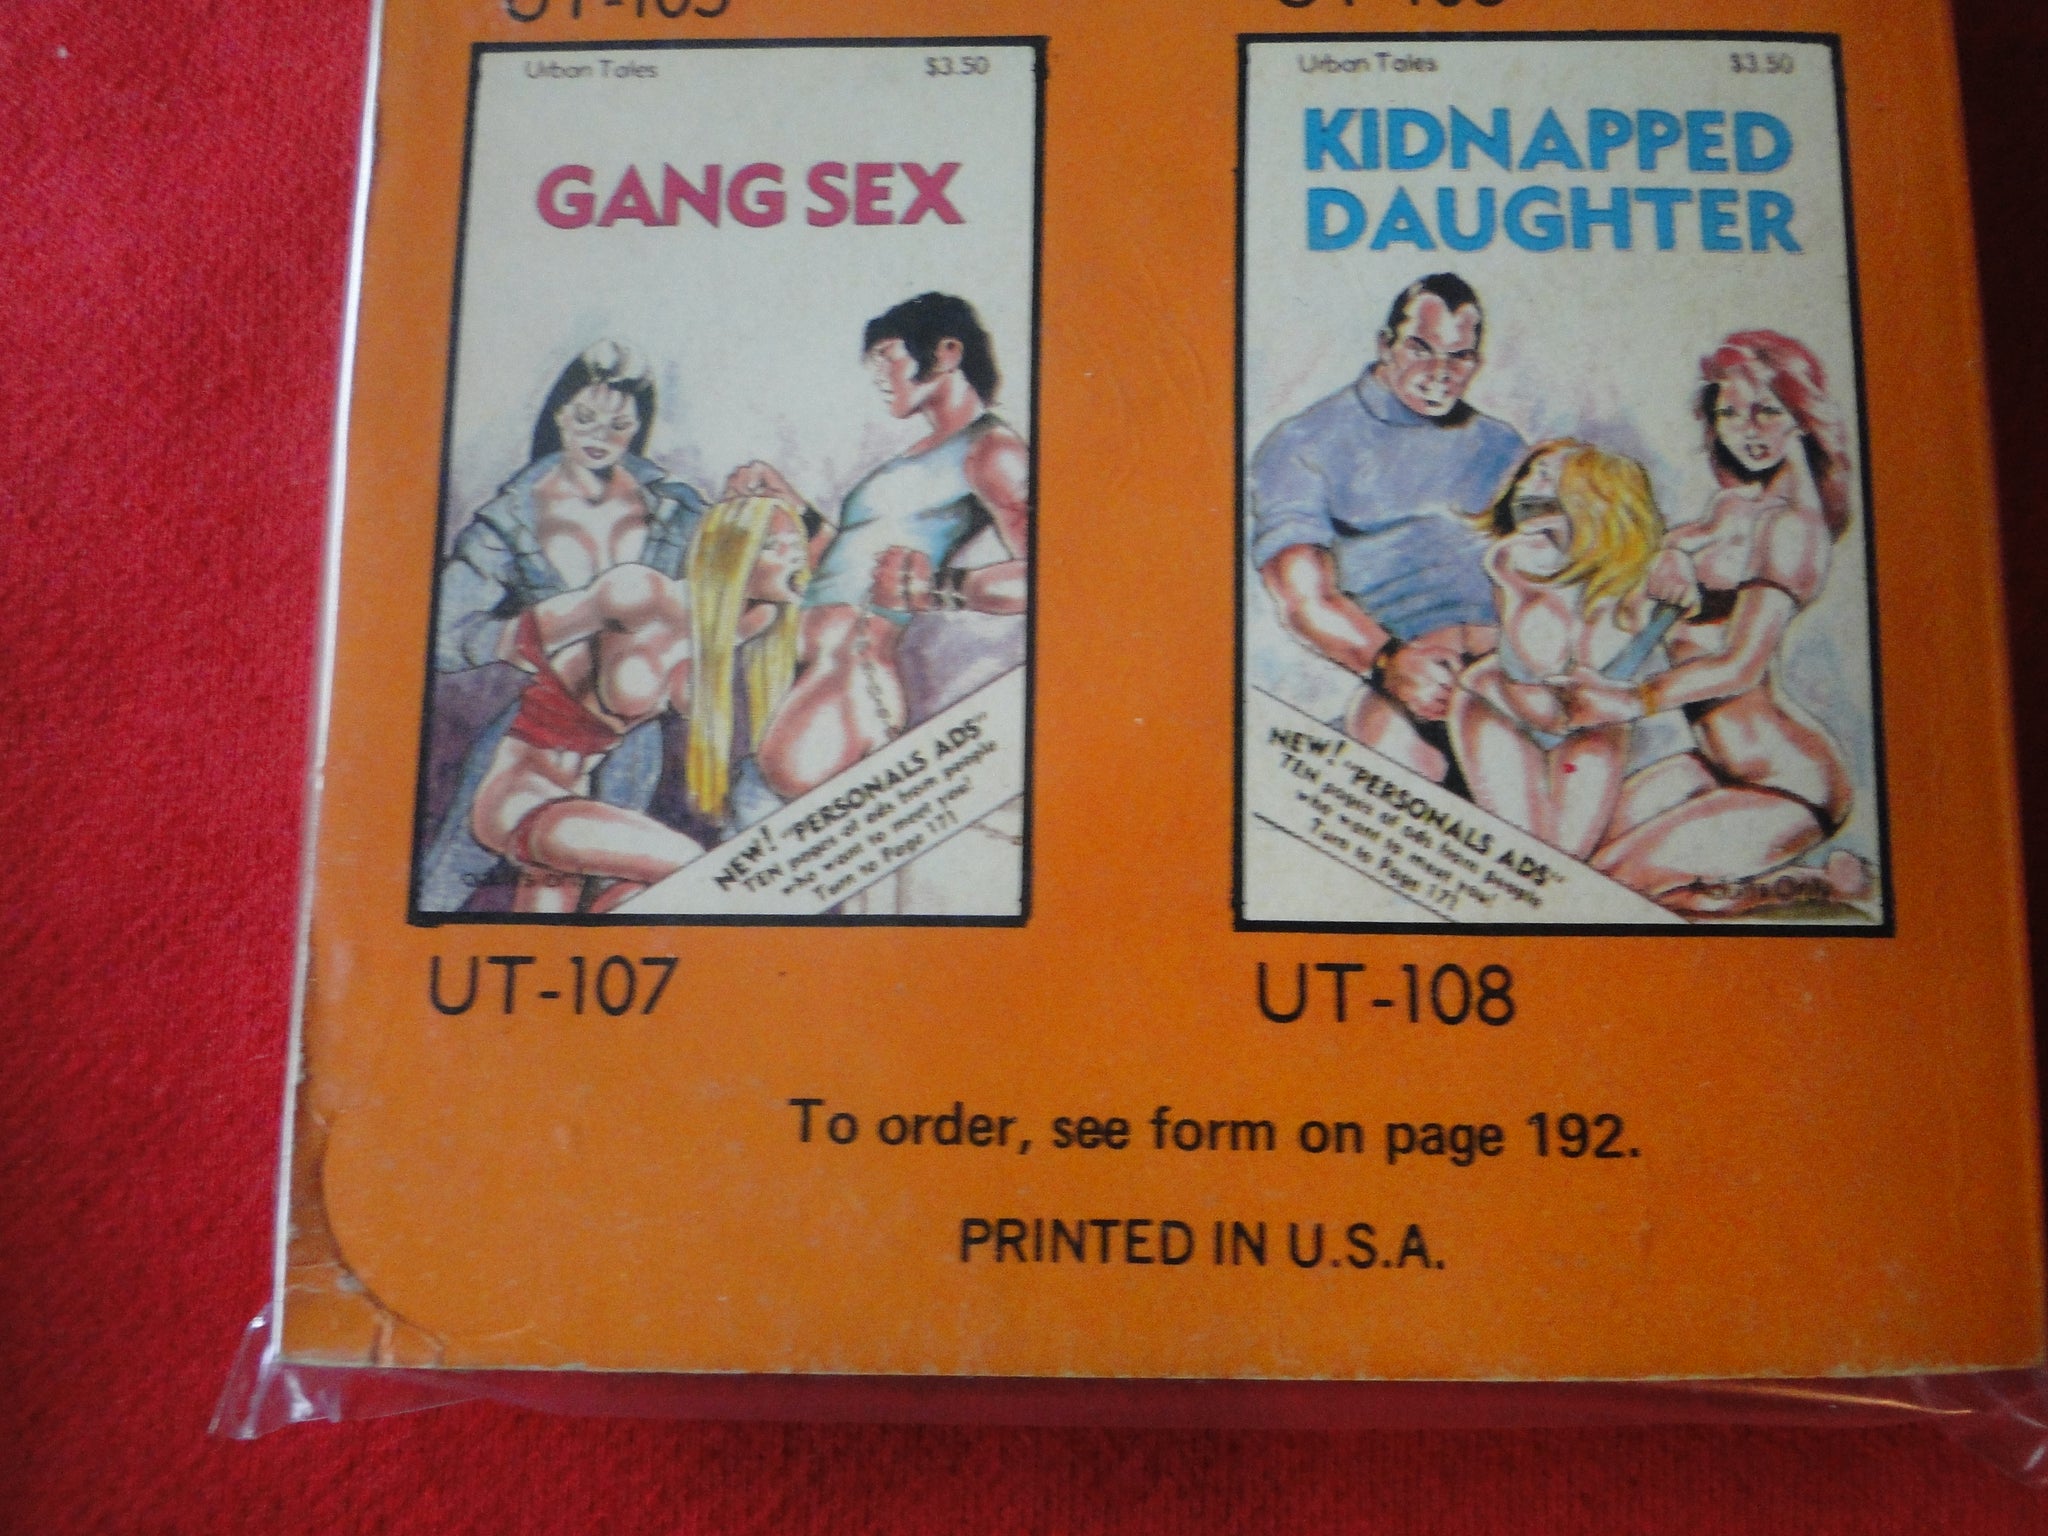 Urban Tales $3.50
GANG SEX
NEW! "PERSONALS ADS"
TEN pages of ads from people
who want to meet you!
Turn to Page 171
UT-107
Urban Tales $3.50
KIDNAPPED
DAUGHTER
NEW! "PERSONALS ADS"
TEN pages of ads from people
who want to meet you!
Turn to Page 171
Adults Only
UT-108
To order, see form on page 192.
PRINTED IN U.S.A.